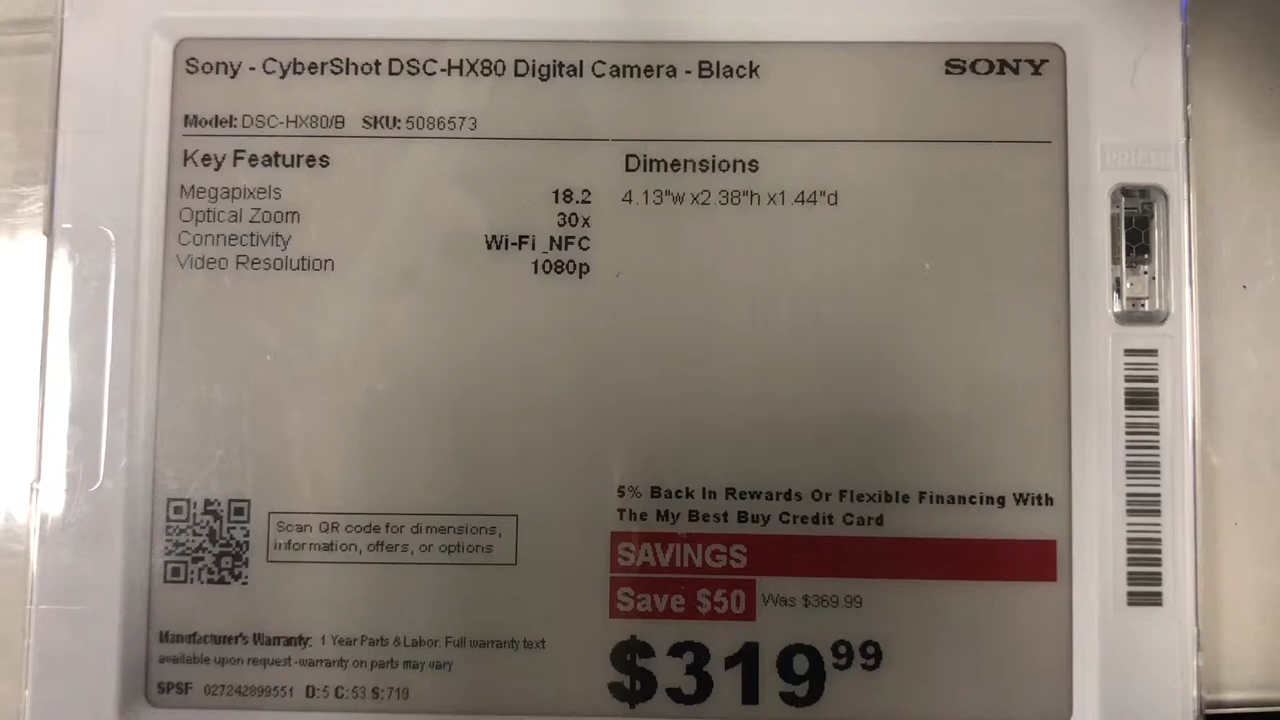 Sony - CyberShot DSC-HX80 Digital Camera - Black
SONY
Model: DSC-HX80/B SKU: 5086573
Key Features
Megapixels 18.2
Optical Zoom 30x
Connectivity Wi-Fi _NFC
Video Resolution 1080p
Dimensions
4.13"w x2.38"h x1.44"d
Scan QR code for dimensions,
information, offers, or options
5% Back In Rewards Or Flexible Financing With
The My Best Buy Credit Card
SAVINGS
Save $50 Was $369.99
$319 99
Manufacturer's Warranty: 1 Year Parts & Labor. Full warranty text
available upon request -warranty on parts may vary
SPSF 027242899551 D:5 C:53 S:719